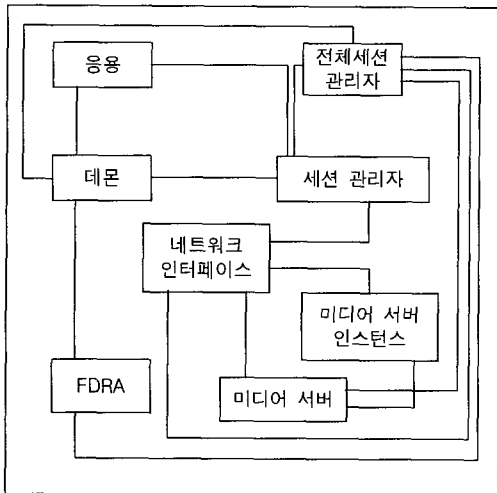 응용
전체세션
관리자
데몬
세션 관리자
네트워크
인터페이스
미디어 서버
인스턴스
FDRA
미디어 서버